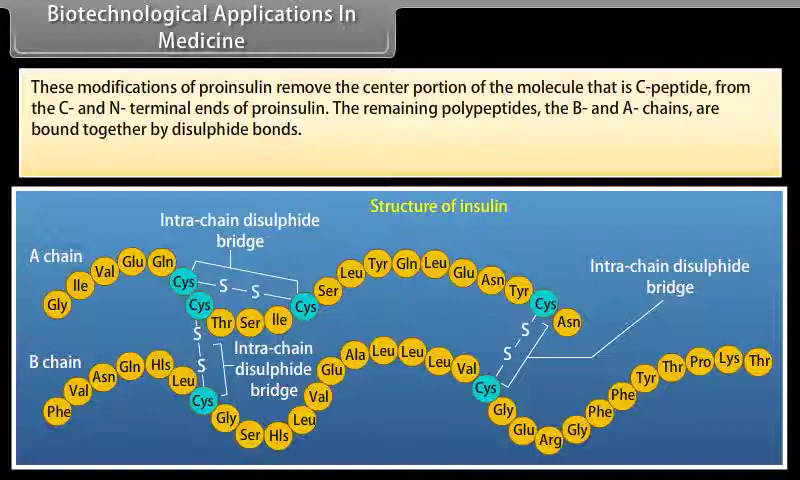 Biotechnological Applications In
Medicine
These modifications of proinsulin remove the center portion of the molecule that is C-peptide, from
the C- and N- terminal ends of proinsulin. The remaining polypeptides, the B- and A- chains, are
bound together by disulphide bonds.
Structure of insulin
Intra-chain disulphide
bridge
A chain
Gly Ile Val Glu Gln Cys Cys Thr Ser Ile Cys Ser Leu Tyr Gln Leu Glu Asn Tyr Cys Asn
S S
Intra-chain disulphide
bridge
S
S
Intra-chain
disulphide
bridge
S
S
B chain
Phe Val Asn Gln HIs Leu Cys Gly Ser HIs Leu Val Glu Ala Leu Leu Leu Val Cys Gly Glu Arg Gly Phe Phe Tyr Thr Pro Lys Thr